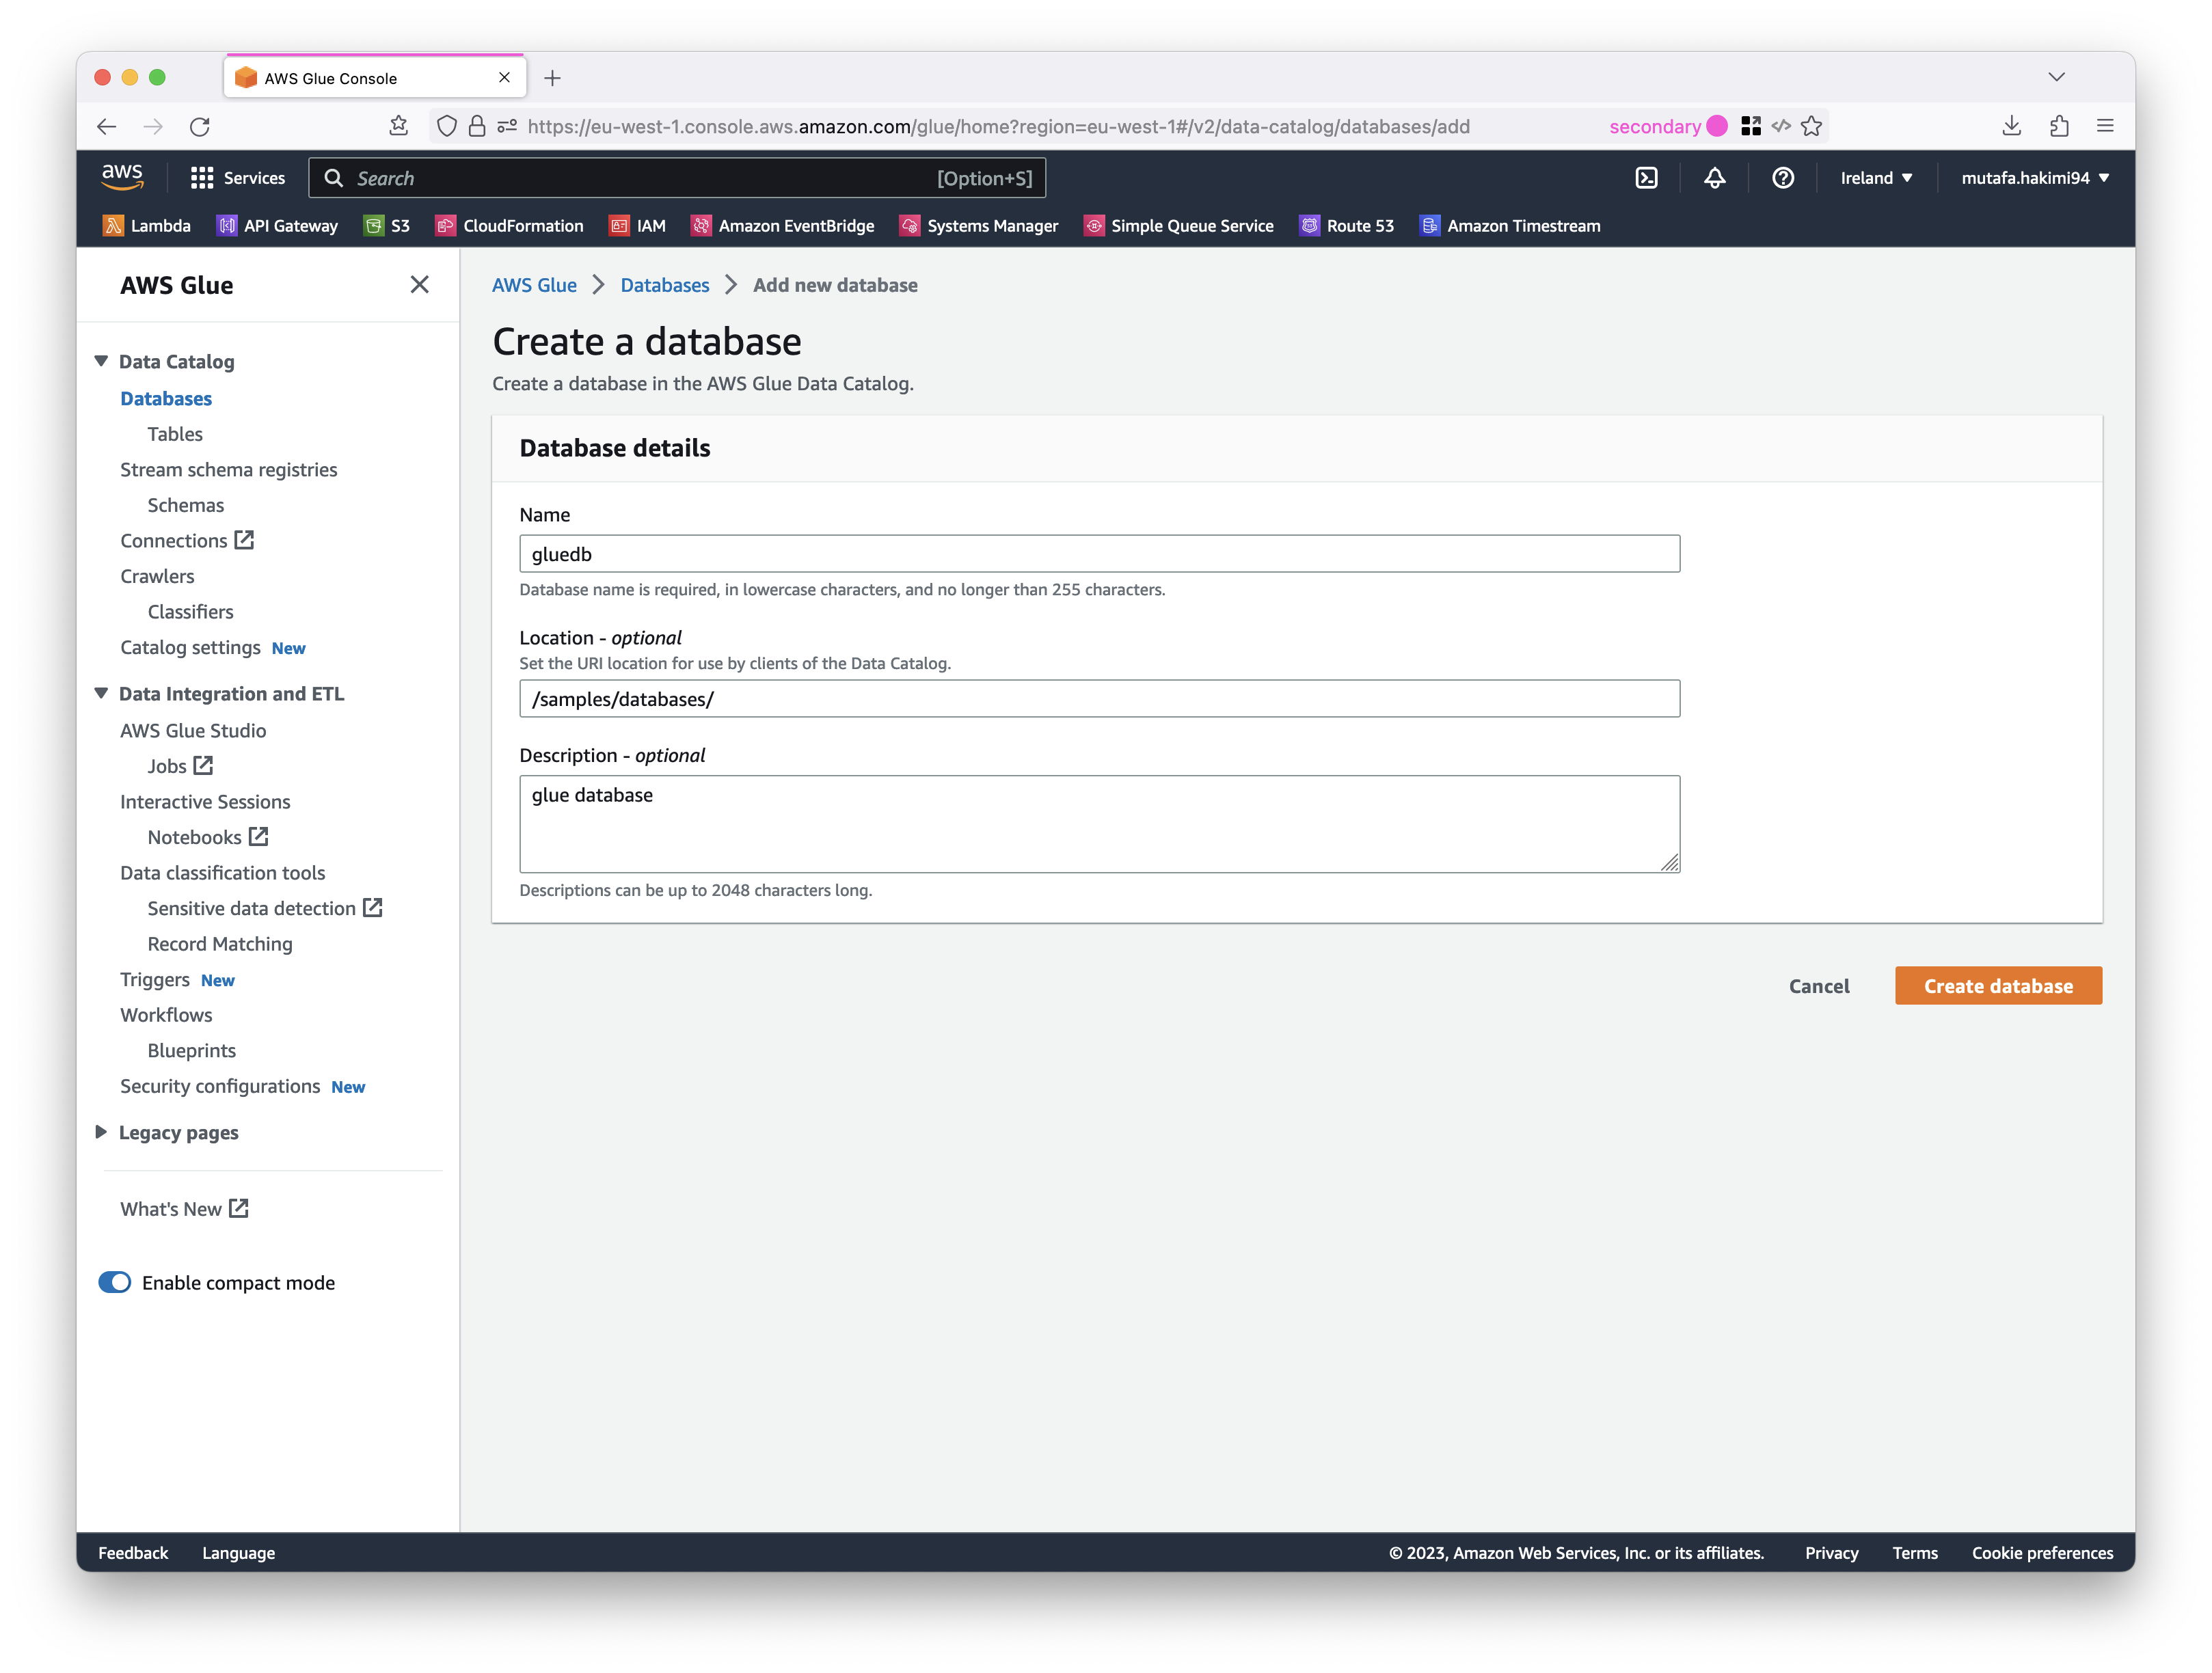 AWS Glue Console
https://eu-west-1.console.aws.amazon.com/glue/home?region=eu-west-1#/v2/data-catalog/databases/add secondary
aws Services Search [Option+S] Ireland mutafa.hakimi94
Lambda API Gateway S3 CloudFormation IAM Amazon EventBridge Systems Manager Simple Queue Service Route 53 Amazon Timestream
AWS Glue
Data Catalog
Databases
Tables
Stream schema registries
Schemas
Connections
Crawlers
Classifiers
Catalog settings New
Data Integration and ETL
AWS Glue Studio
Jobs
Interactive Sessions
Notebooks
Data classification tools
Sensitive data detection
Record Matching
Triggers New
Workflows
Blueprints
Security configurations New
Legacy pages
What's New
Enable compact mode
AWS Glue Databases Add new database
Create a database
Create a database in the AWS Glue Data Catalog.
Database details
Name
gluedb
Database name is required, in lowercase characters, and no longer than 255 characters.
Location - optional
Set the URI location for use by clients of the Data Catalog.
/samples/databases/
Description - optional
glue database
Descriptions can be up to 2048 characters long.
Cancel Create database
Feedback Language © 2023, Amazon Web Services, Inc. or its affiliates. Privacy Terms Cookie preferences